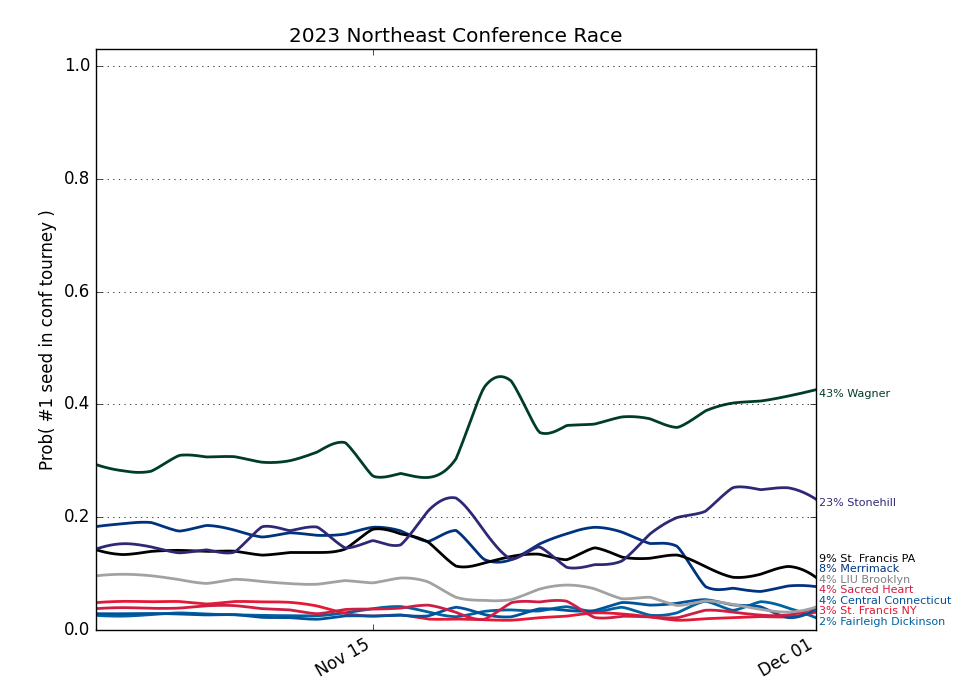 2023 Northeast Conference Race
Prob( #1 seed in conf tourney )
1.0
0.8
0.6
0.4
0.2
0.0
Nov 15
Dec 01
43% Wagner
23% Stonehill
9% St. Francis PA
8% Merrimack
4% LIU Brooklyn
4% Sacred Heart
4% Central Connecticut
3% St. Francis NY
2% Fairleigh Dickinson